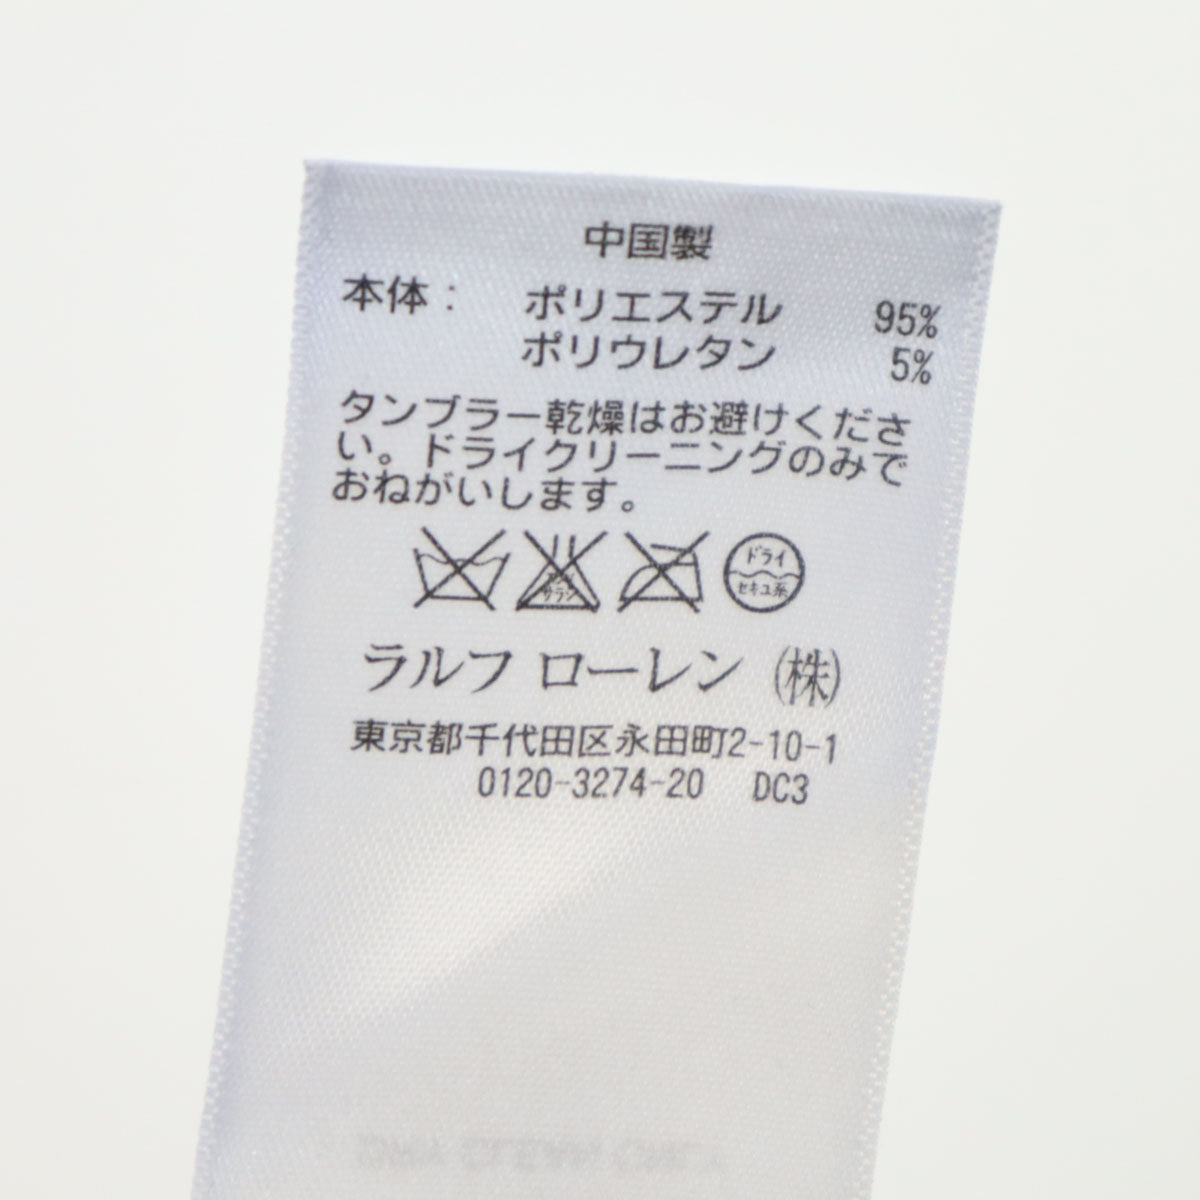 中国製
本体： ポリエステル 95%
ポリウレタン 5%
タンブラー乾燥はお避けくださ
い。ドライクリーニングのみで
おねがいします。
ドライ
セキユ系
ラルフ ローレン (株)
東京都千代田区永田町2-10-1
0120-3274-20 DC3